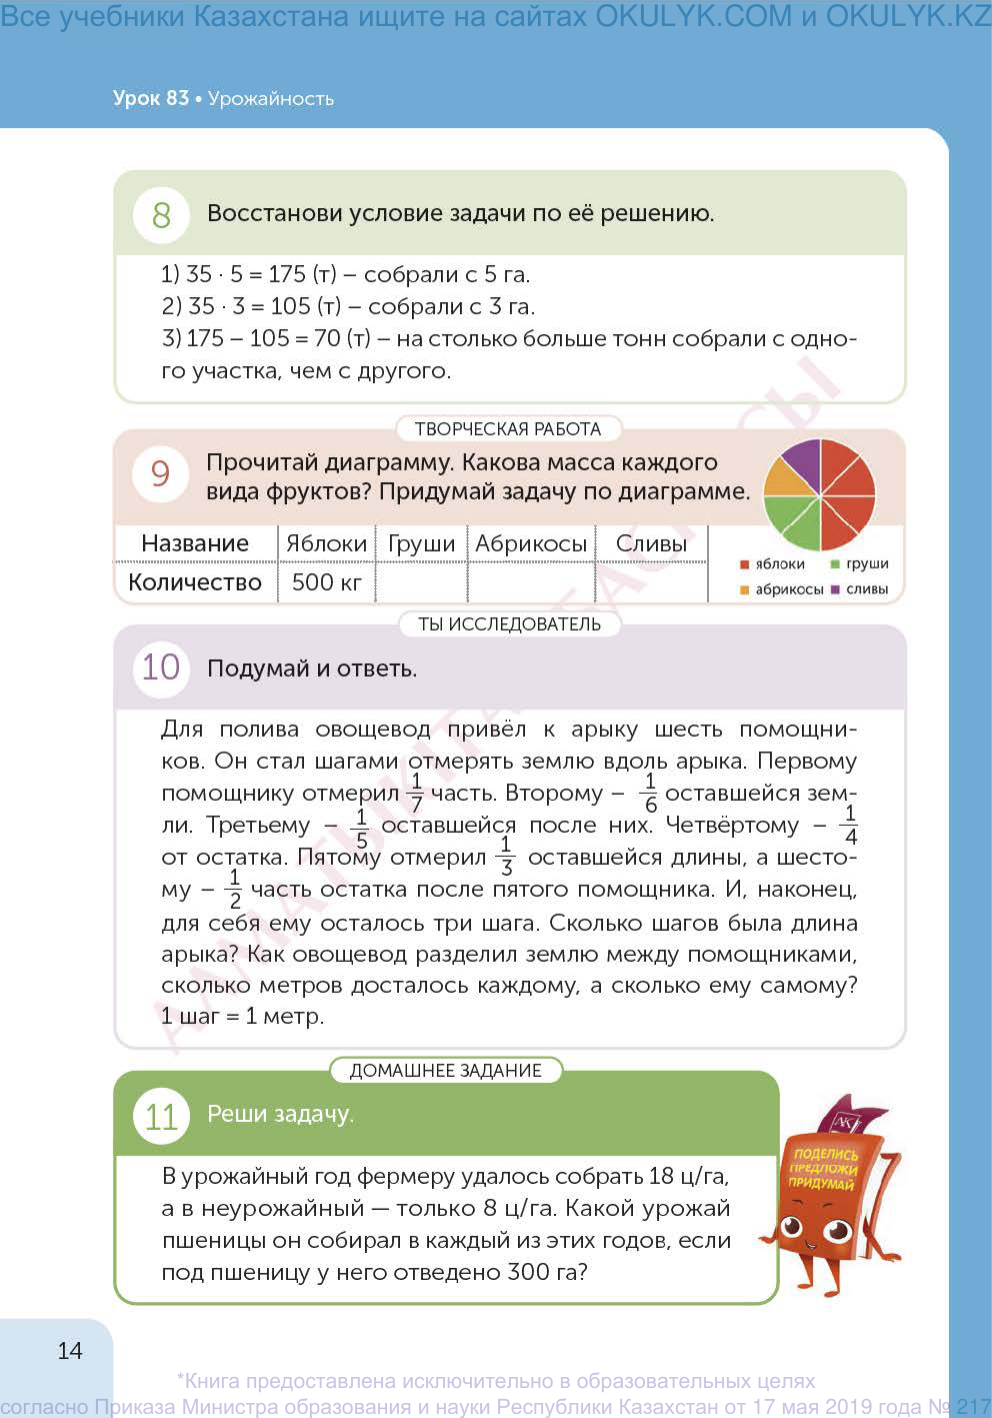 Все учебники Казахстана ищите на сайтах OKULYK.COM и OKULYK.KZ
Урок 83 • Урожайность
8
Восстанови условие задачи по её решению.
1) 35 · 5 = 175 (т) – собрали с 5 га.
2) 35 · 3 = 105 (т) – собрали с 3 га.
3) 175 – 105 = 70 (т) – на столько больше тонн собрали с одно-
го участка, чем с другого.
ТВОРЧЕСКАЯ РАБОТА
9
Прочитай диаграмму. Какова масса каждого
вида фруктов? Придумай задачу по диаграмме.
Название Яблоки Груши Абрикосы Сливы
Количество 500 кг
яблоки груши
абрикосы сливы
ТЫ ИССЛЕДОВАТЕЛЬ
10
Подумай и ответь.
Для полива овощевод привёл к арыку шесть помощни-
ков. Он стал шагами отмерять землю вдоль арыка. Первому
помощнику отмерил 1/7 часть. Второму – 1/6 оставшейся зем-
ли. Третьему – 1/5 оставшейся после них. Четвёртому – 1/4
от остатка. Пятому отмерил 1/3 оставшейся длины, а шесто-
му – 1/2 часть остатка после пятого помощника. И, наконец,
для себя ему осталось три шага. Сколько шагов была длина
арыка? Как овощевод разделил землю между помощниками,
сколько метров досталось каждому, а сколько ему самому?
1 шаг = 1 метр.
ДОМАШНЕЕ ЗАДАНИЕ
11
Реши задачу.
В урожайный год фермеру удалось собрать 18 ц/га,
а в неурожайный — только 8 ц/га. Какой урожай
пшеницы он собирал в каждый из этих годов, если
под пшеницу у него отведено 300 га?
АК
ПОДЕЛИСЬ
ПРЕДЛОЖИ
ПРИДУМАЙ
14
*Книга предоставлена исключительно в образовательных целях
согласно Приказа Министра образования и науки Республики Казахстан от 17 мая 2019 года № 217